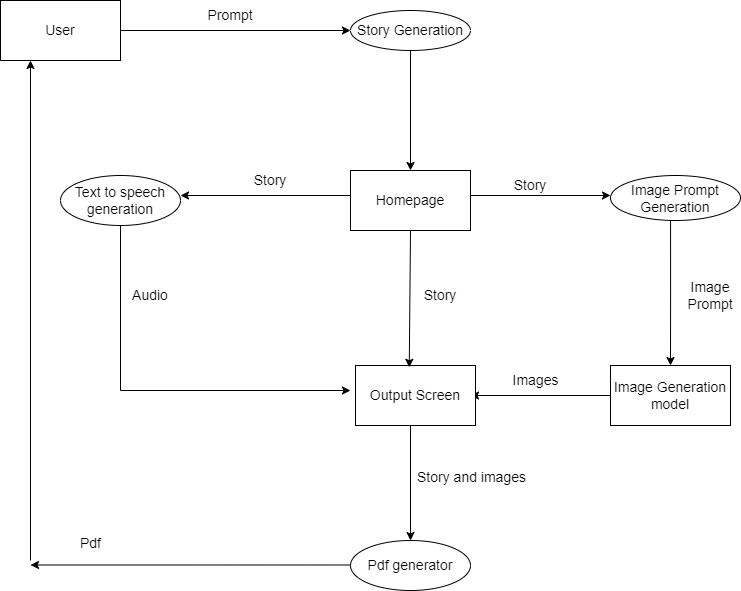 Prompt
User
Story Generation
Story
Story
Text to speech
generation
Homepage
Image Prompt
Generation
Audio
Story
Image
Prompt
Images
Output Screen
Image Generation
model
Story and images
Pdf
Pdf generator